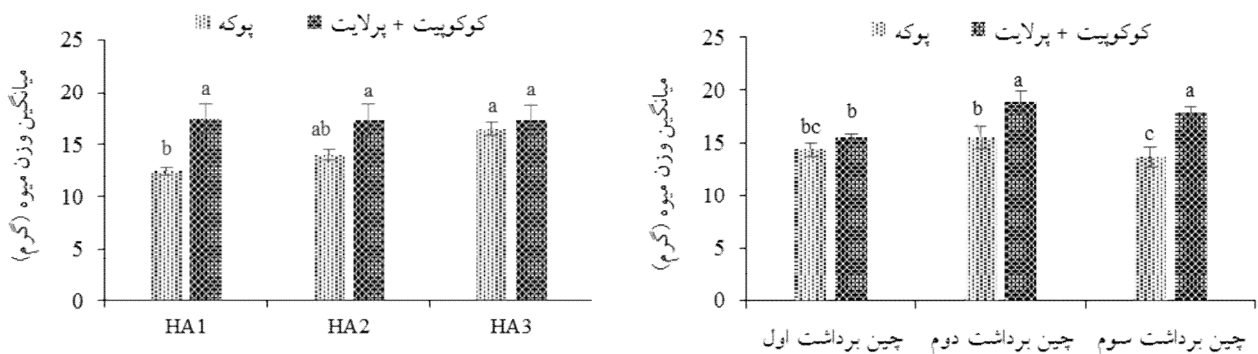 پوکه کوکوپیت + پرلایت
میانگین وزن میوه (گرم)
25
20
15
10
5
0
b a ab a a a
HA1 HA2 HA3
پوکه کوکوپیت + پرلایت
میانگین وزن میوه (گرم)
25
20
15
10
5
0
bc b b a c a
چین برداشت اول چین برداشت دوم چین برداشت سوم